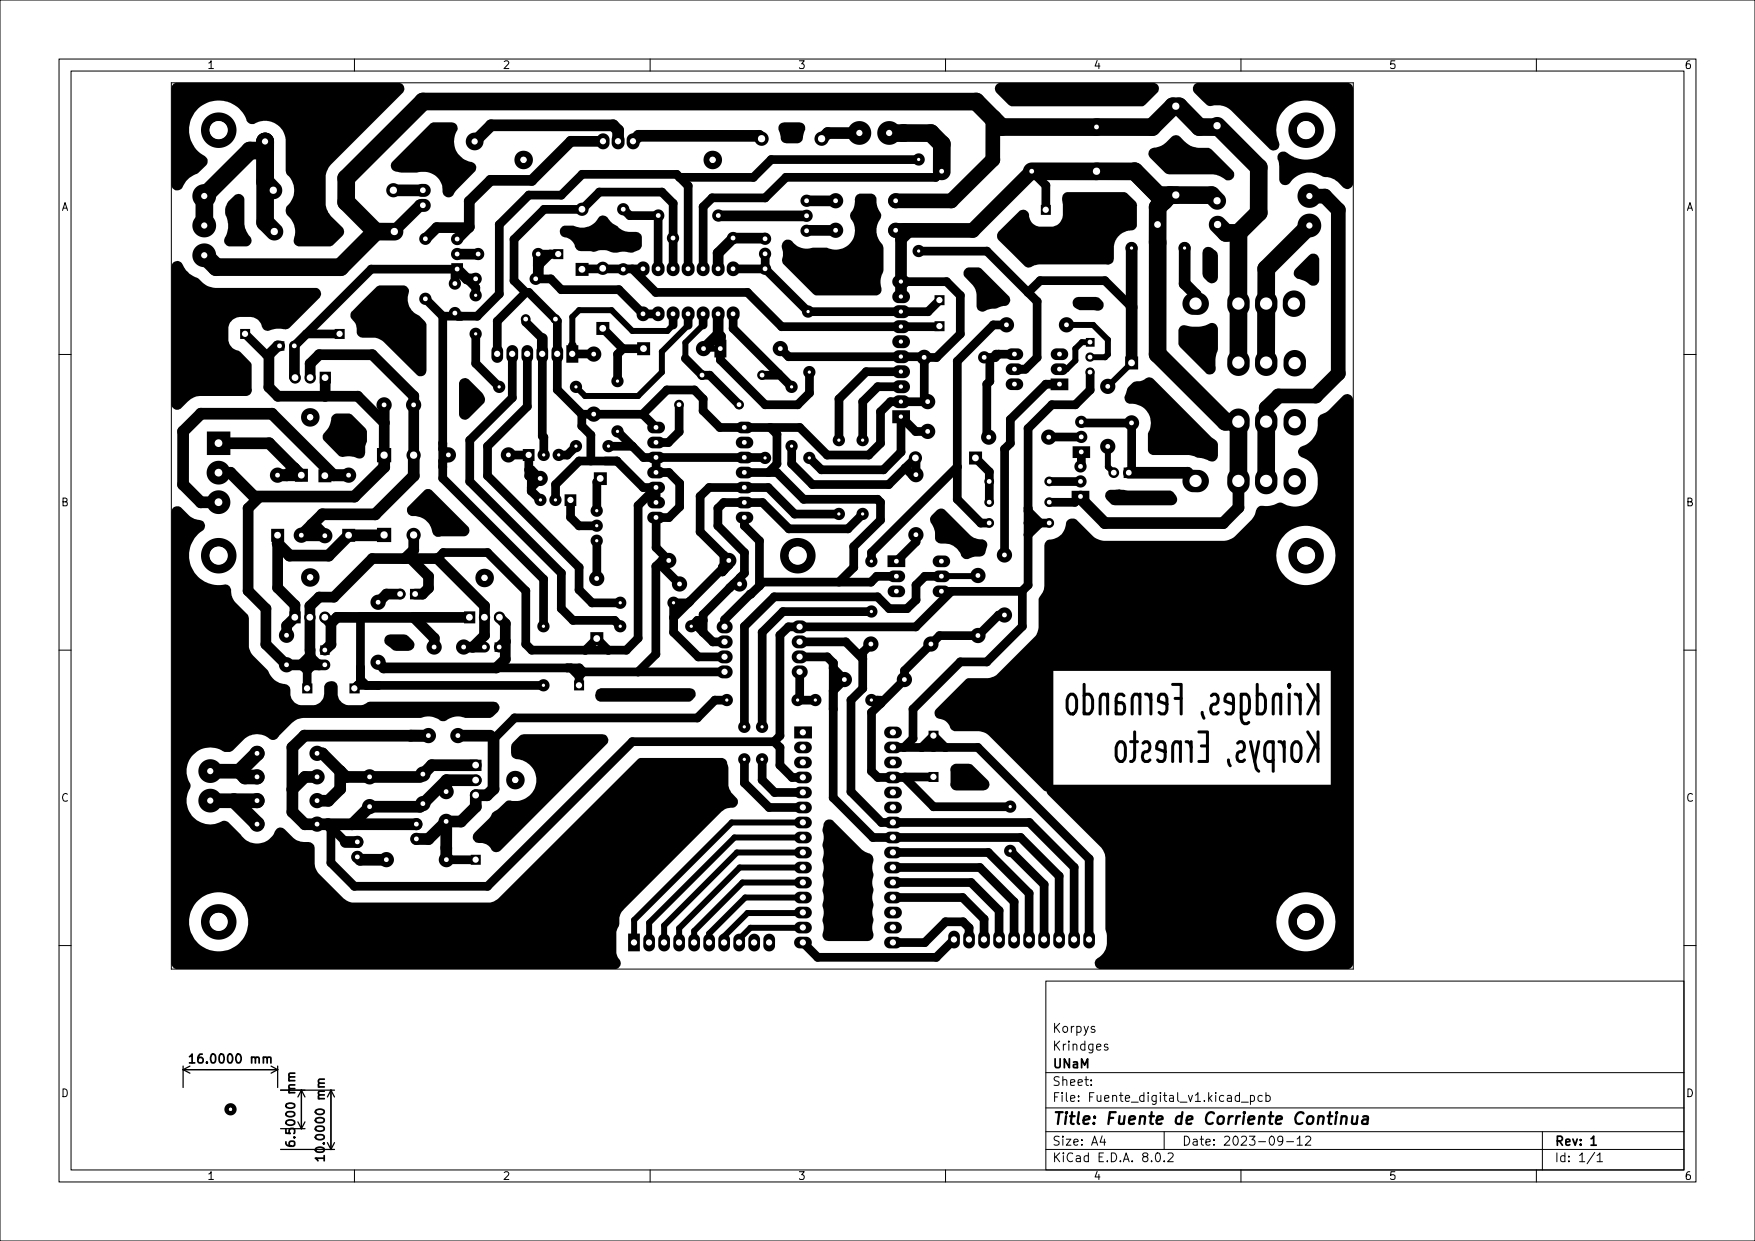 1 2 3 4 5 6
A A
B B
Krindges, Fernando
Korpys, Ernesto
C C
16.0000 mm
6.5000 mm
10.0000 mm
D D
Korpys
Krindges
UNaM
Sheet:
File: Fuente_digital_v1.kicad_pcb
Title: Fuente de Corriente Continua
Size: A4 Date: 2023-09-12 Rev: 1
KiCad E.D.A. 8.0.2 Id: 1/1
1 2 3 4 5 6